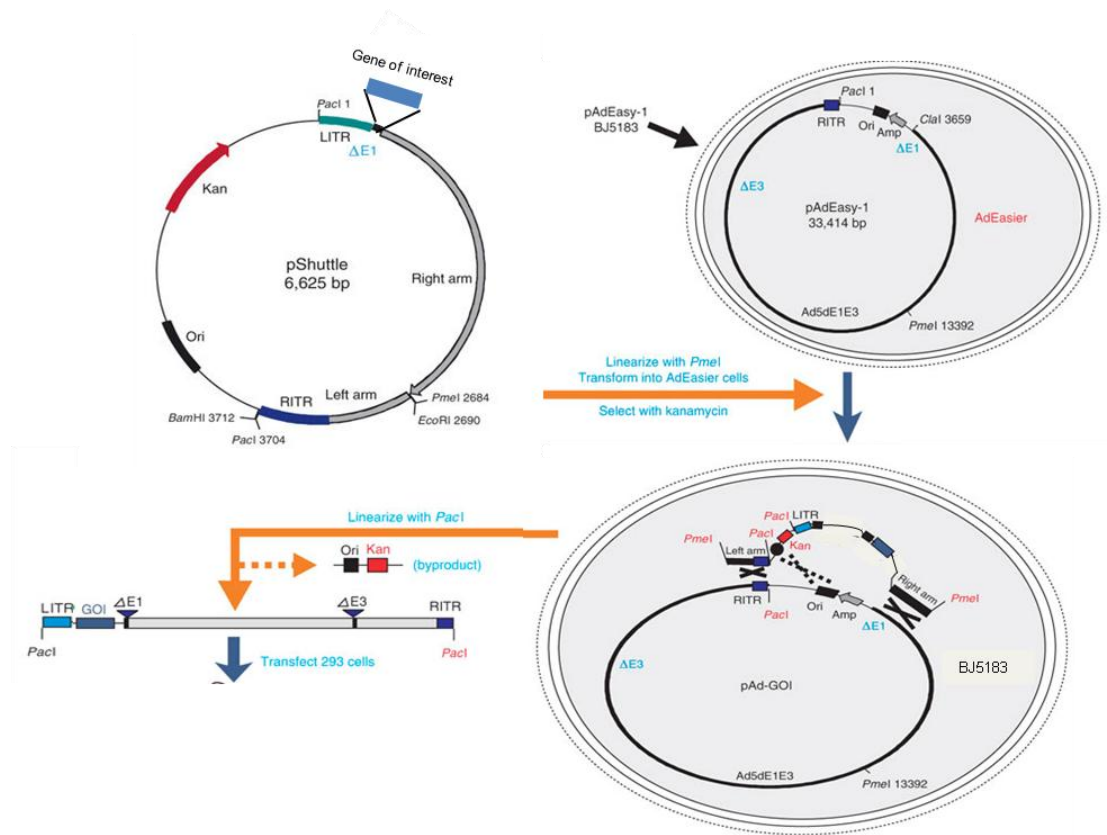 Gene of interest
PacI 1
LITR
ΔE1
Kan
pShuttle
6,625 bp
Right arm
Ori
RITR
Left arm
PmeI 2684
EcoRI 2690
BamHI 3712
PacI 3704
pAdEasy-1
BJ5183
PacI 1
RITR
Ori
Amp
ClaI 3659
ΔE1
ΔE3
pAdEasy-1
33,414 bp
AdEasier
Ad5dE1E3
PmeI 13392
Linearize with PmeI
Transform into AdEasier cells
Select with kanamycin
Linearize with PacI
Ori Kan
(byproduct)
LITR GOI ΔE1 ΔE3 RITR
PacI
PacI
Transfect 293 cells
PacI LITR
PacI
Kan
PmeI
Left arm
Right arm
PmeI
RITR
PacI
Ori
Amp
ΔE1
ΔE3
BJ5183
pAd-GOI
Ad5dE1E3
PmeI 13392